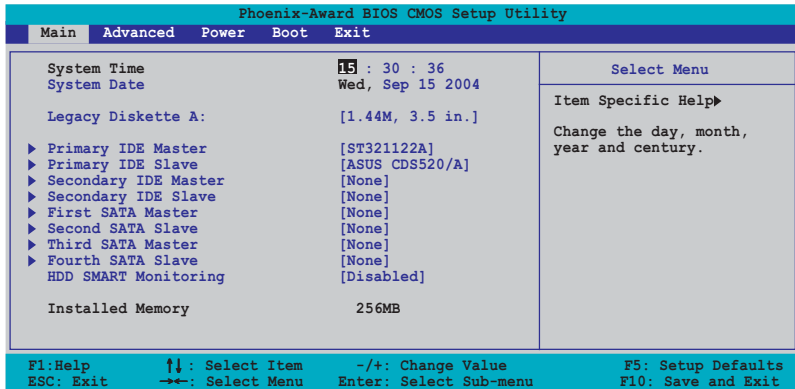 Phoenix-Award BIOS CMOS Setup Utility
Main Advanced Power Boot Exit
System Time 15 : 30 : 36
System Date Wed, Sep 15 2004
Legacy Diskette A: [1.44M, 3.5 in.]
Primary IDE Master [ST321122A]
Primary IDE Slave [ASUS CDS520/A]
Secondary IDE Master [None]
Secondary IDE Slave [None]
First SATA Master [None]
Second SATA Slave [None]
Third SATA Master [None]
Fourth SATA Slave [None]
HDD SMART Monitoring [Disabled]
Installed Memory 256MB
Select Menu
Item Specific Help
Change the day, month,
year and century.
F1:Help ↑↓ : Select Item -/+: Change Value F5: Setup Defaults
ESC: Exit →←: Select Menu Enter: Select Sub-menu F10: Save and Exit